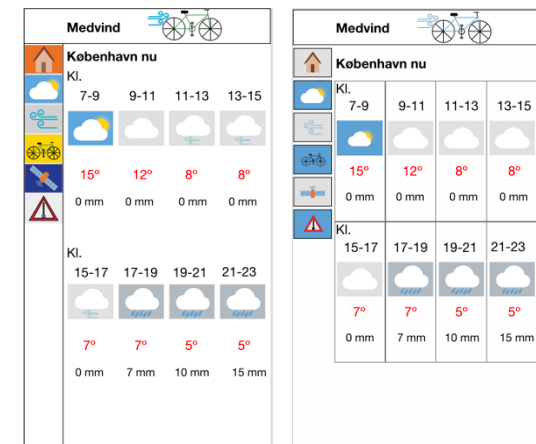 Medvind
København nu
Kl.
7-9 9-11 11-13 13-15
15º 12º 8º 8º
0 mm 0 mm 0 mm 0 mm
Kl.
15-17 17-19 19-21 21-23
7º 7º 5º 5º
0 mm 7 mm 10 mm 15 mm
Medvind
København nu
Kl.
7-9 9-11 11-13 13-15
15º 12º 8º 8º
0 mm 0 mm 0 mm 0 mm
Kl.
15-17 17-19 19-21 21-23
7º 7º 5º 5º
0 mm 7 mm 10 mm 15 mm